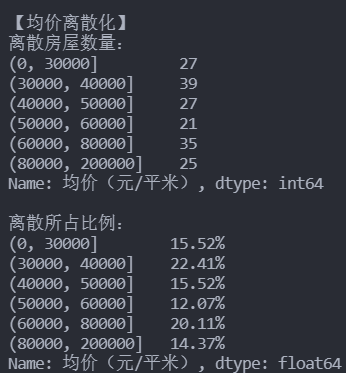 【均价离散化】
离散房屋数量：
(0, 30000]         27
(30000, 40000]     39
(40000, 50000]     27
(50000, 60000]     21
(60000, 80000]     35
(80000, 200000]    25
Name: 均价（元/平米）, dtype: int64
离散所占比例：
(0, 30000]        15.52%
(30000, 40000]    22.41%
(40000, 50000]    15.52%
(50000, 60000]    12.07%
(60000, 80000]    20.11%
(80000, 200000]   14.37%
Name: 均价（元/平米）, dtype: float64